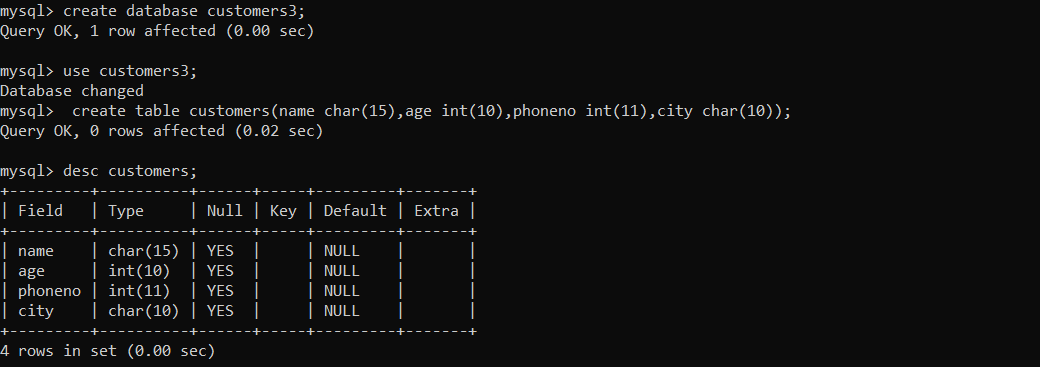 mysql> create database customers3;
Query OK, 1 row affected (0.00 sec)

mysql> use customers3;
Database changed
mysql>  create table customers(name char(15),age int(10),phoneno int(11),city char(10));
Query OK, 0 rows affected (0.02 sec)

mysql> desc customers;
+---------+----------+------+-----+---------+-------+
| Field   | Type     | Null | Key | Default | Extra |
+---------+----------+------+-----+---------+-------+
| name    | char(15) | YES  |     | NULL    |       |
| age     | int(10)  | YES  |     | NULL    |       |
| phoneno | int(11)  | YES  |     | NULL    |       |
| city    | char(10) | YES  |     | NULL    |       |
+---------+----------+------+-----+---------+-------+
4 rows in set (0.00 sec)